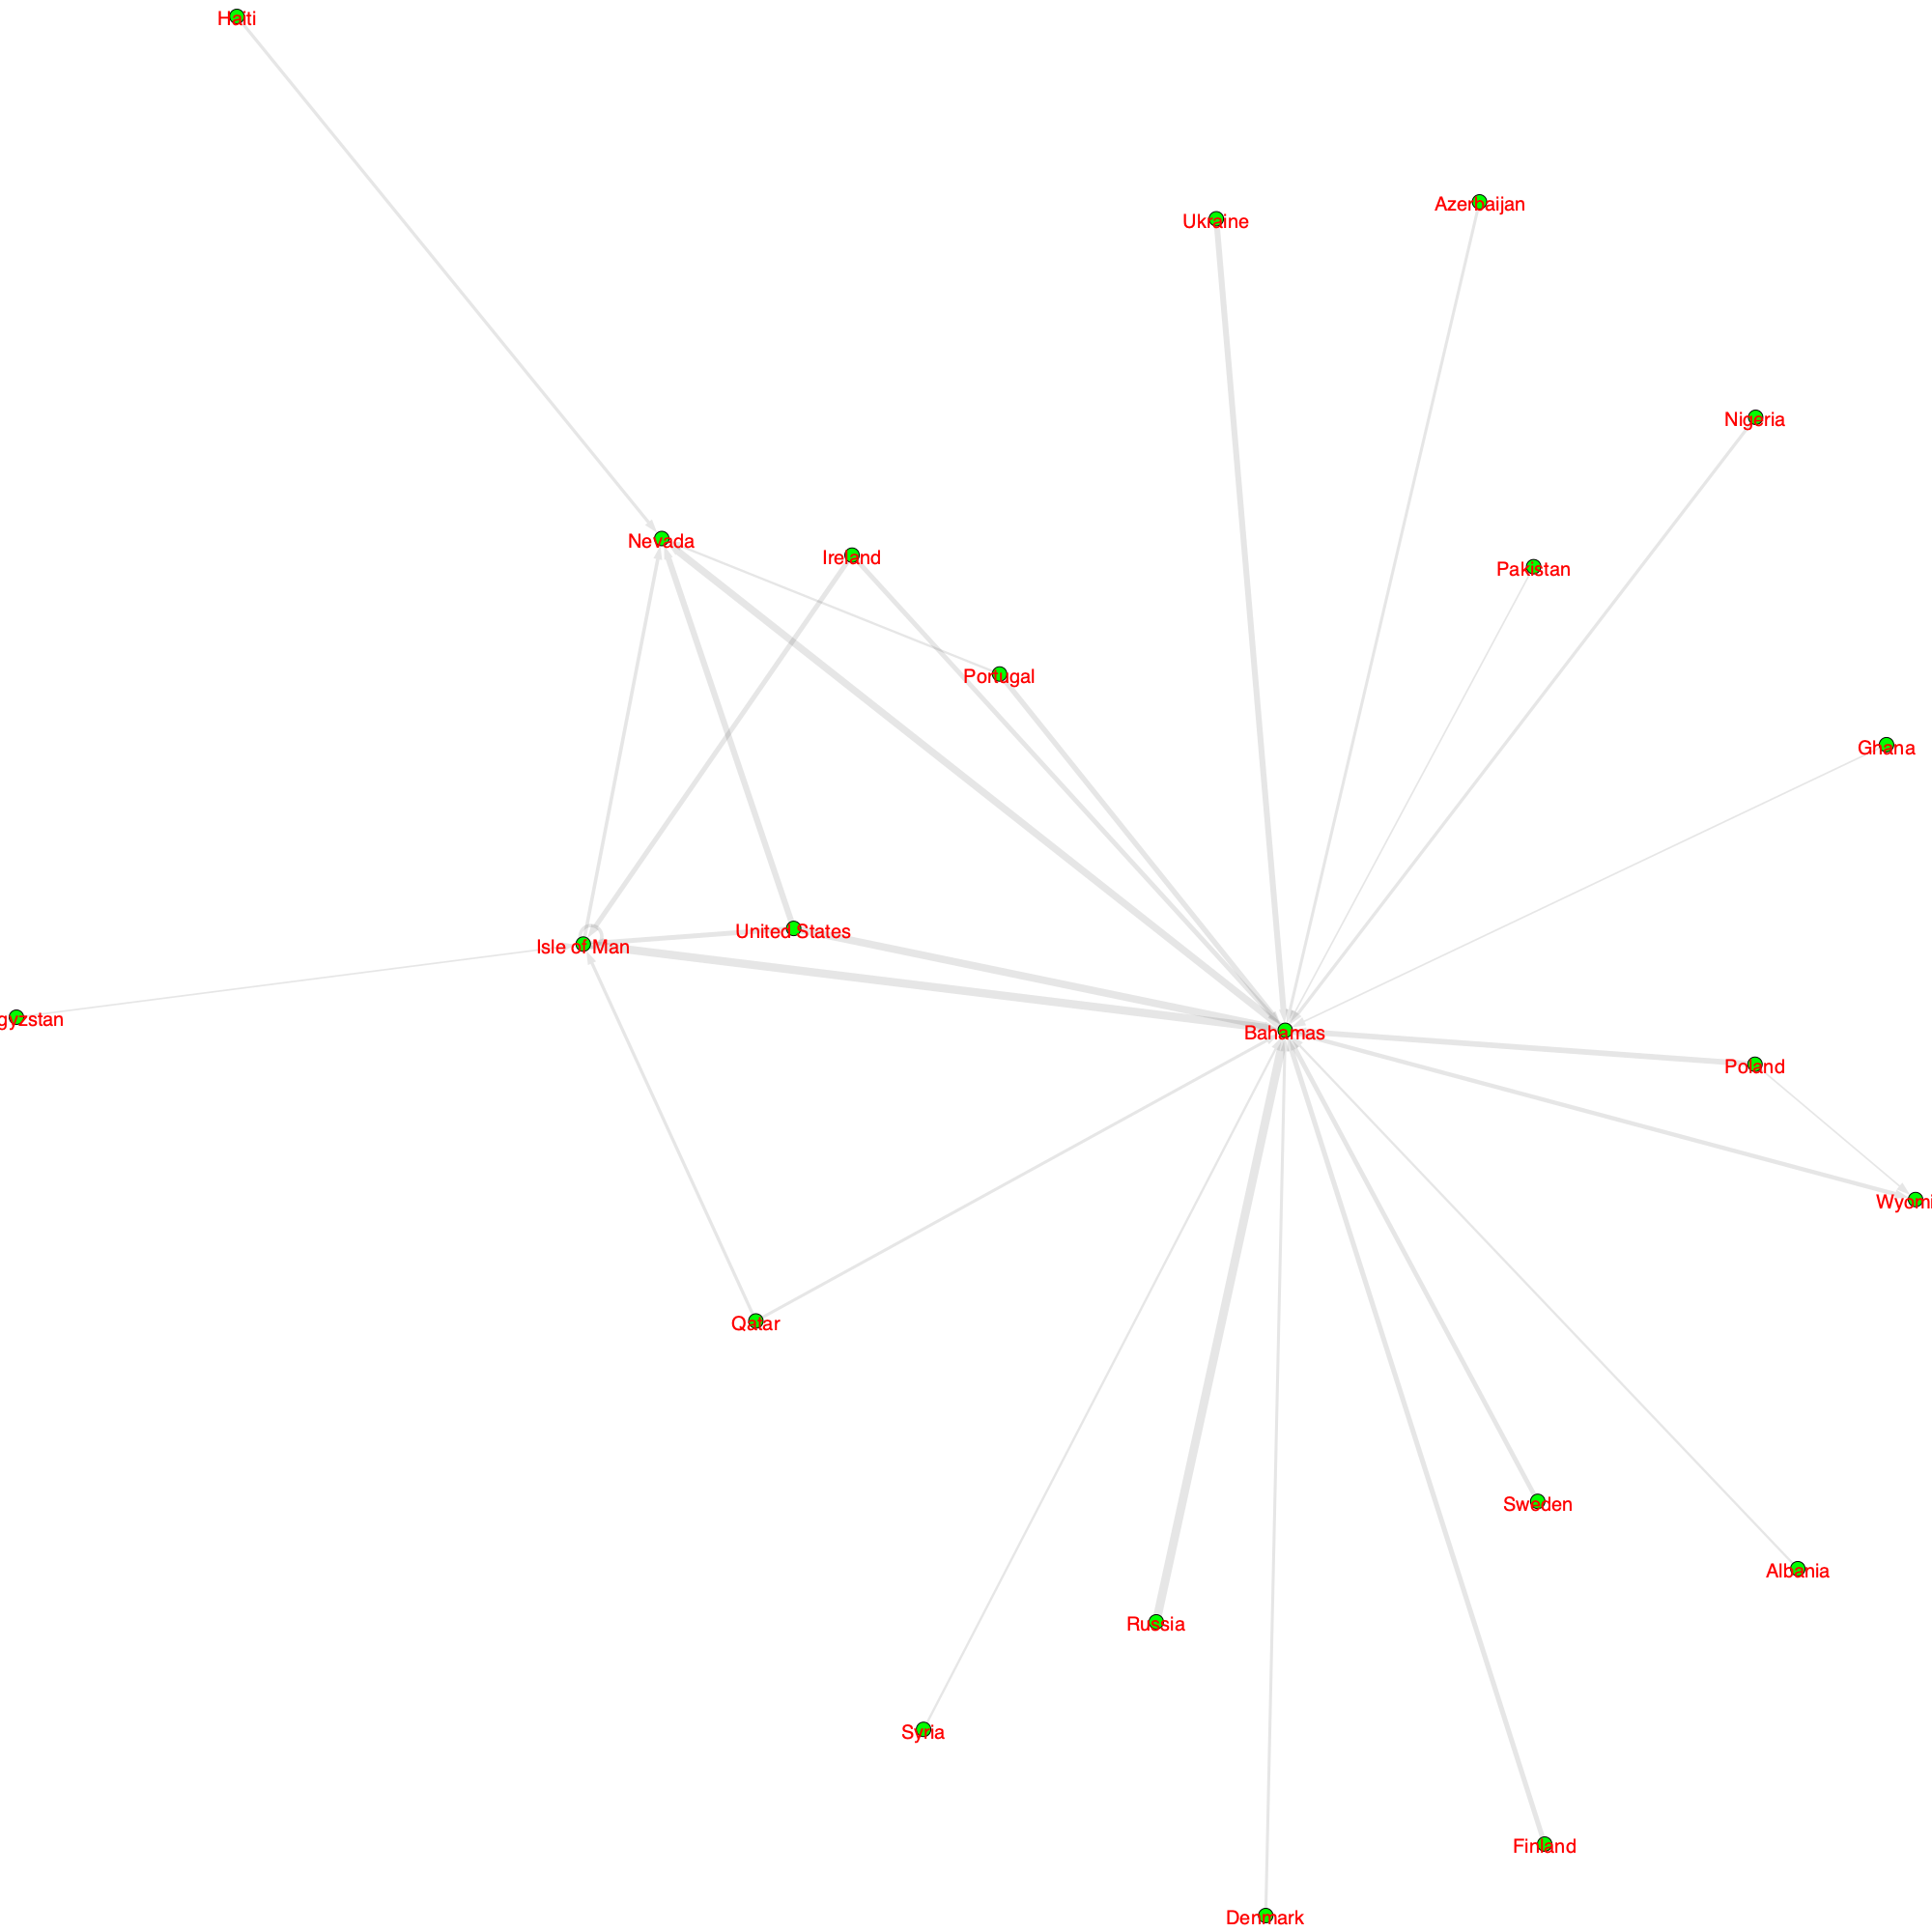 Haiti
Azerbaijan
Ukraine
Nigeria
Nevada
Ireland
Pakistan
Portugal
Ghana
United States
Isle of Man
gyzstan
Bahamas
Poland
Wyomi
Qatar
Sweden
Albania
Russia
Syria
Finland
Denmark